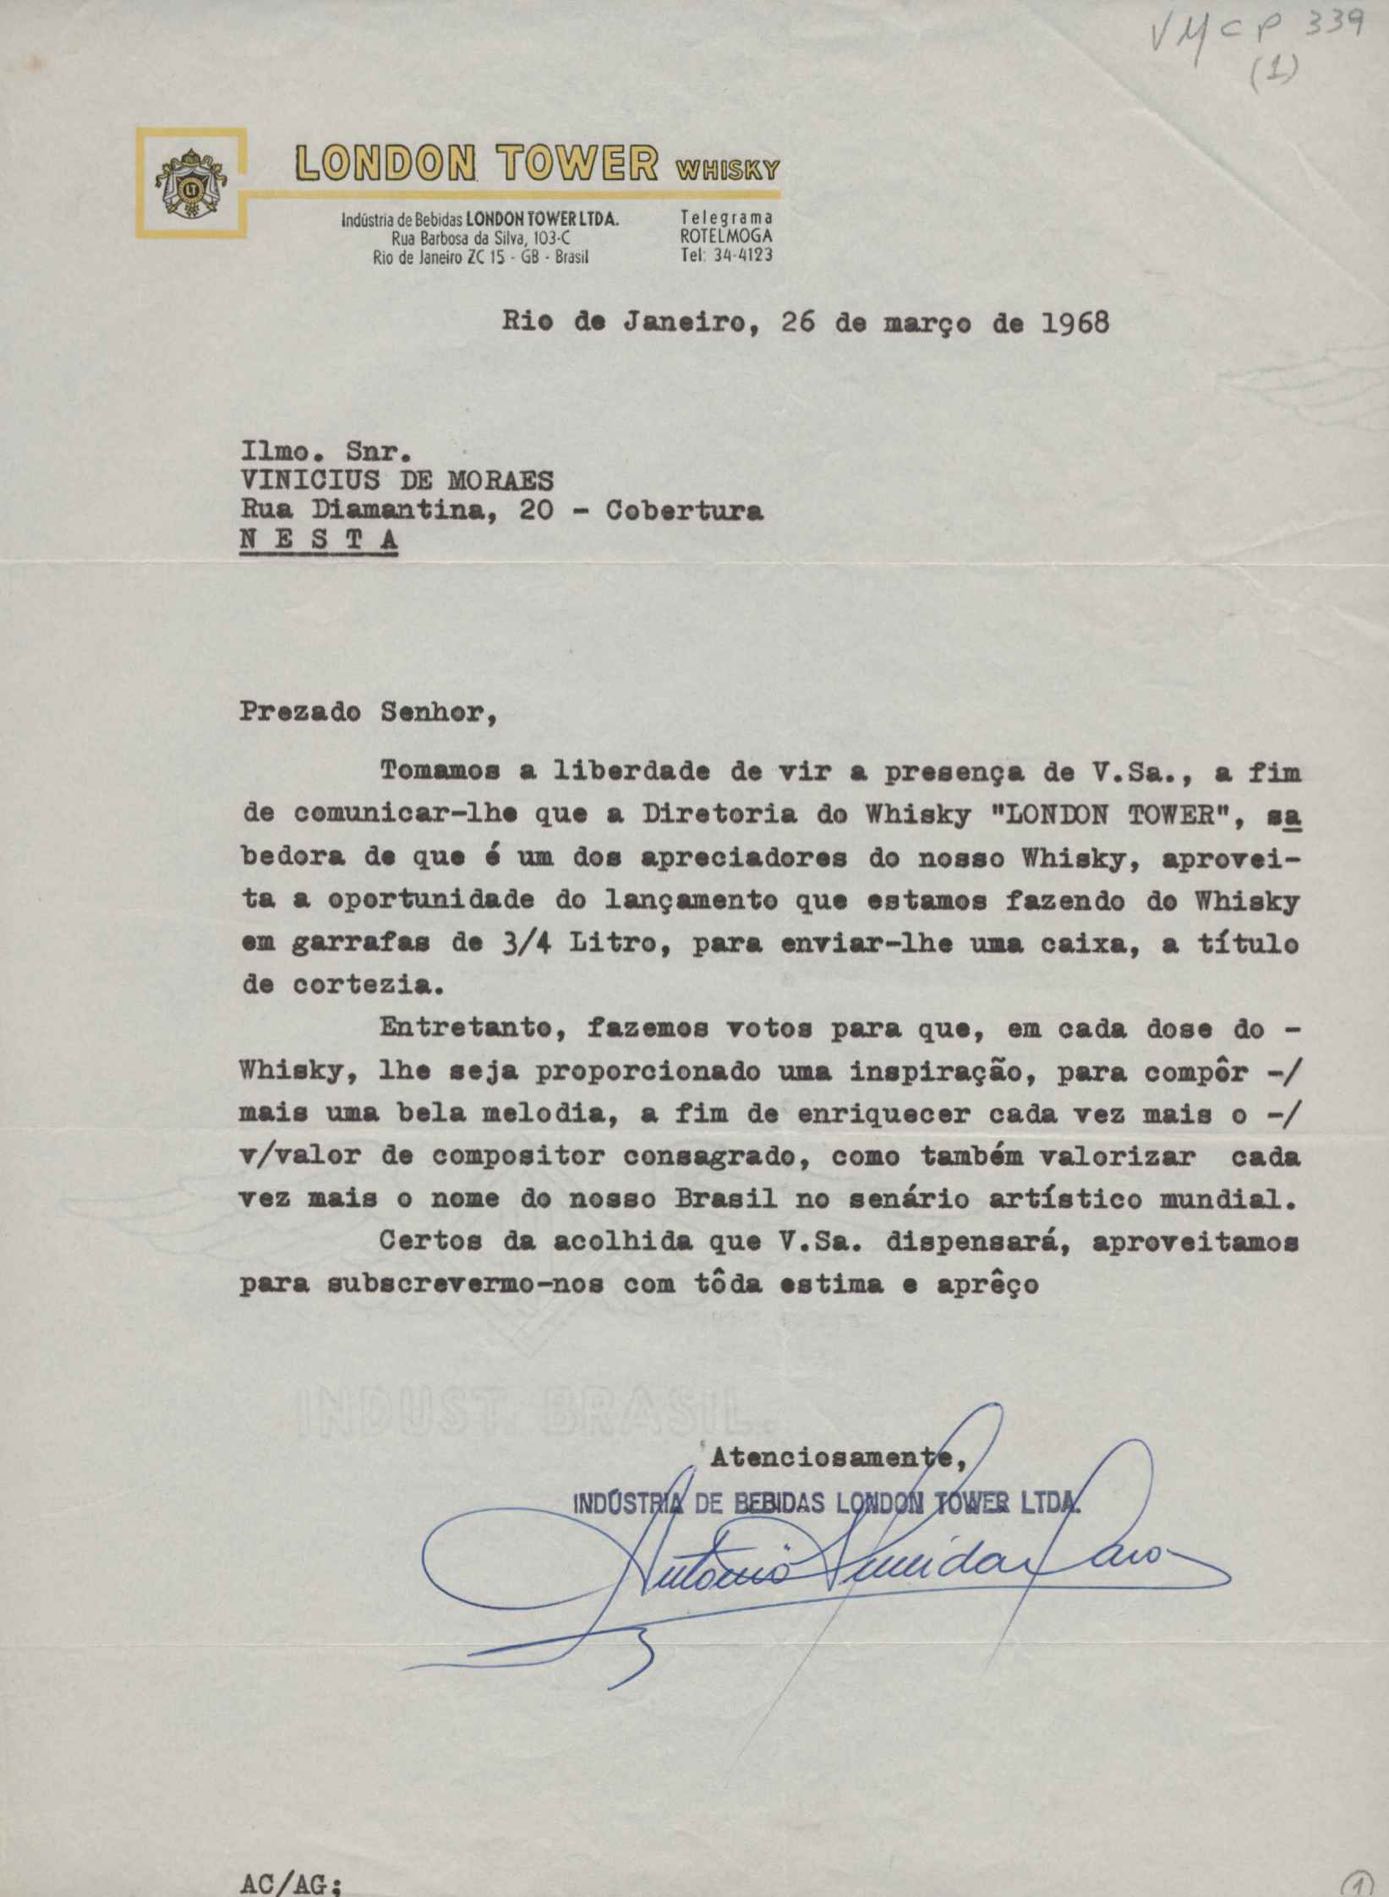 VMCP 339
(1)
LONDON TOWER WHISKY
LT
Indústria de Bebidas LONDON TOWER LTDA.
Rua Barbosa da Silva, 103-C
Rio de Janeiro ZC 15 - GB - Brasil
Telegrama
ROTELMOGA
Tel: 34-4123
Rio de Janeiro, 26 de março de 1968
Ilmo. Snr.
VINICIUS DE MORAES
Rua Diamantina, 20 - Cobertura
N E S T A
Prezado Senhor,
Tomamos a liberdade de vir a presença de V.Sa., a fim
de comunicar-lhe que a Diretoria do Whisky "LONDON TOWER", sa
bedora de que é um dos apreciadores do nosso Whisky, aprovei-
ta a oportunidade do lançamento que estamos fazendo do Whisky
em garrafas de 3/4 Litro, para enviar-lhe uma caixa, a título
de cortezia.
Entretanto, fazemos votos para que, em cada dose do -
Whisky, lhe seja proporcionado uma inspiração, para compôr -/
mais uma bela melodia, a fim de enriquecer cada vez mais o -/
v/valor de compositor consagrado, como também valorizar cada
vez mais o nome do nosso Brasil no senário artístico mundial.
Certos da acolhida que V.Sa. dispensará, aproveitamos
para subscrevermo-nos com tôda estima e aprêço
INDUST. BRASIL.
Atenciosamente,
INDÚSTRIA DE BEBIDAS LONDON TOWER LTDA.
Antonio
AC/AG;
1